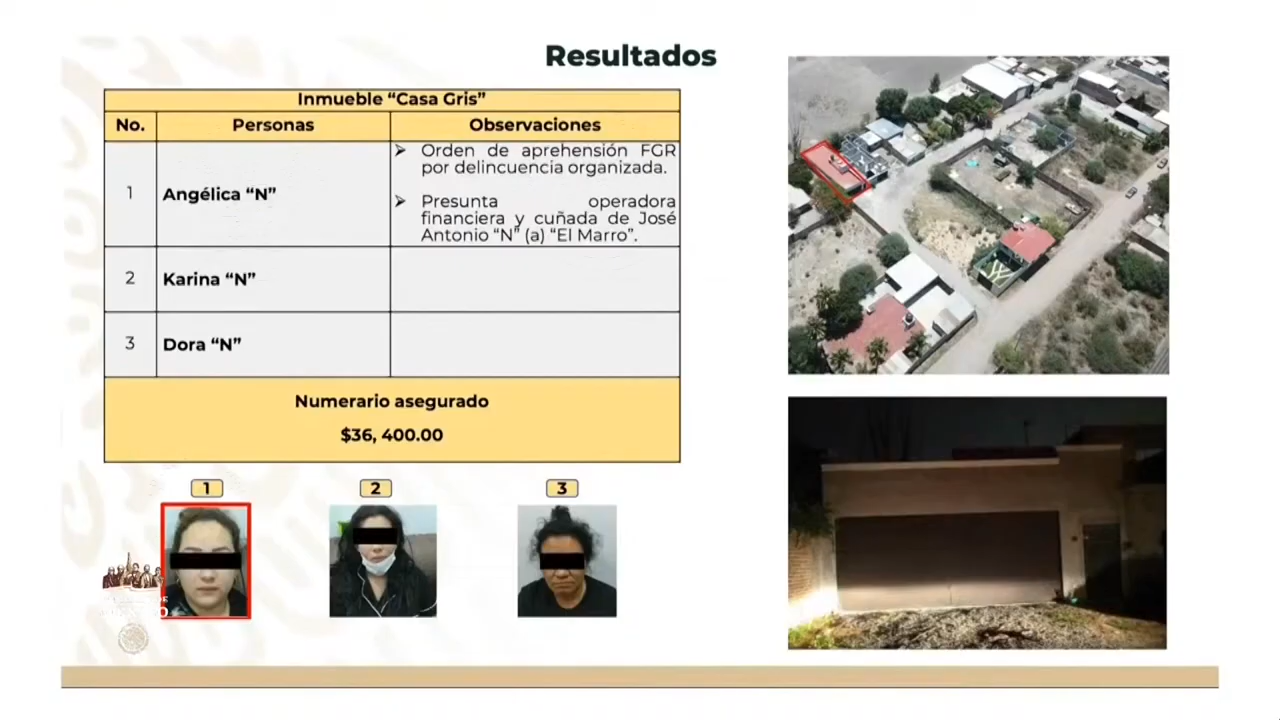 Resultados
Inmueble “Casa Gris”
No. Personas Observaciones
1 Angélica “N”
➢ Orden de aprehensión FGR
por delincuencia organizada.
➢ Presunta operadora
financiera y cuñada de José
Antonio “N” (a) “El Marro”.
2 Karina “N”
3 Dora “N”
Numerario asegurado
$36, 400.00
1 2 3